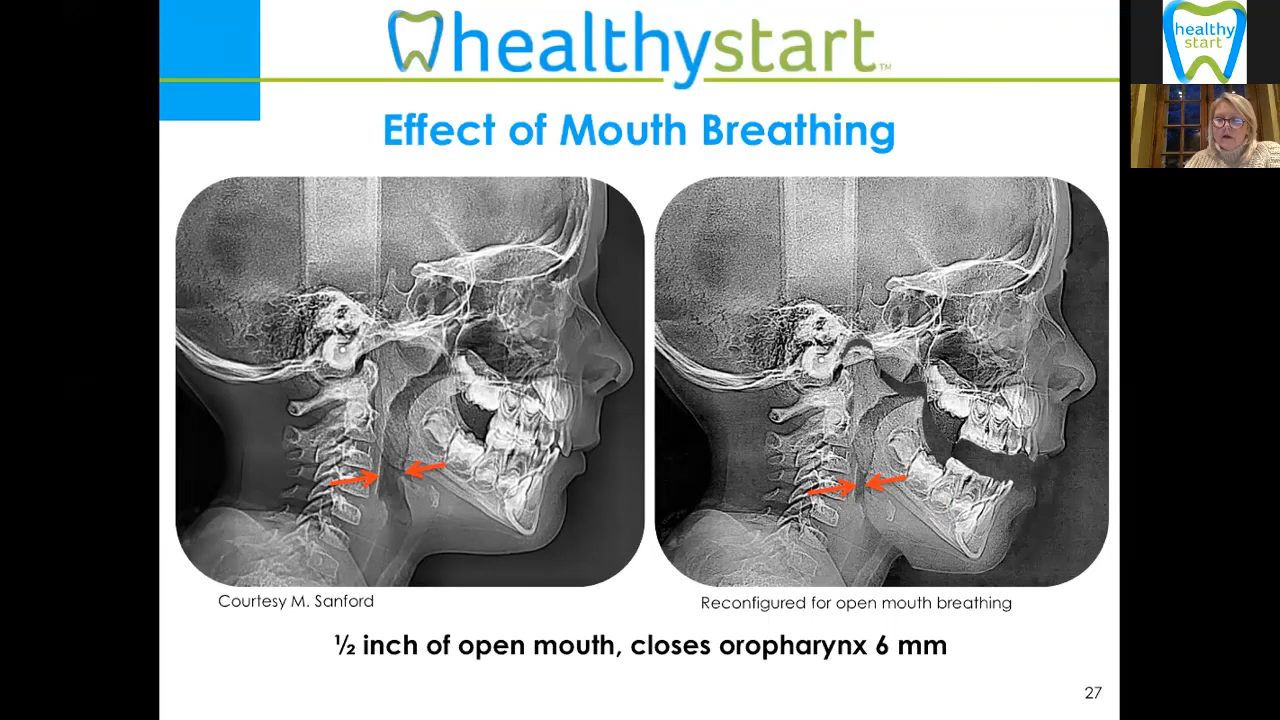 healthystart™
healthy
start
Effect of Mouth Breathing
Courtesy M. Sanford
Reconfigured for open mouth breathing
½ inch of open mouth, closes oropharynx 6 mm
27